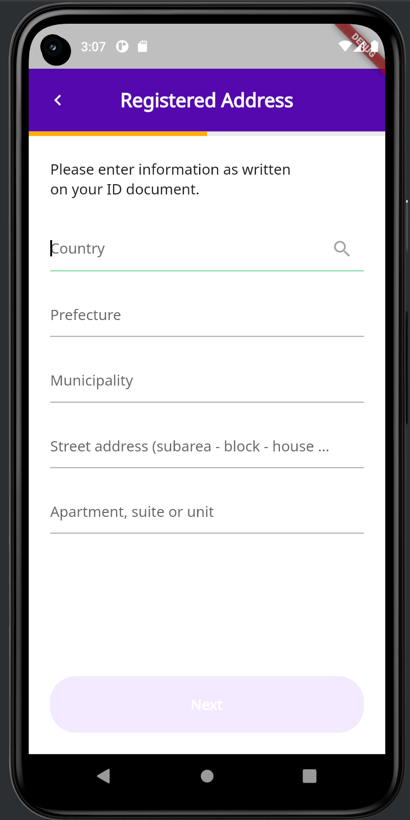 3:07
DEBUG
Registered Address
Please enter information as written
on your ID document.
Country
Prefecture
Municipality
Street address (subarea - block - house ...
Apartment, suite or unit
Next